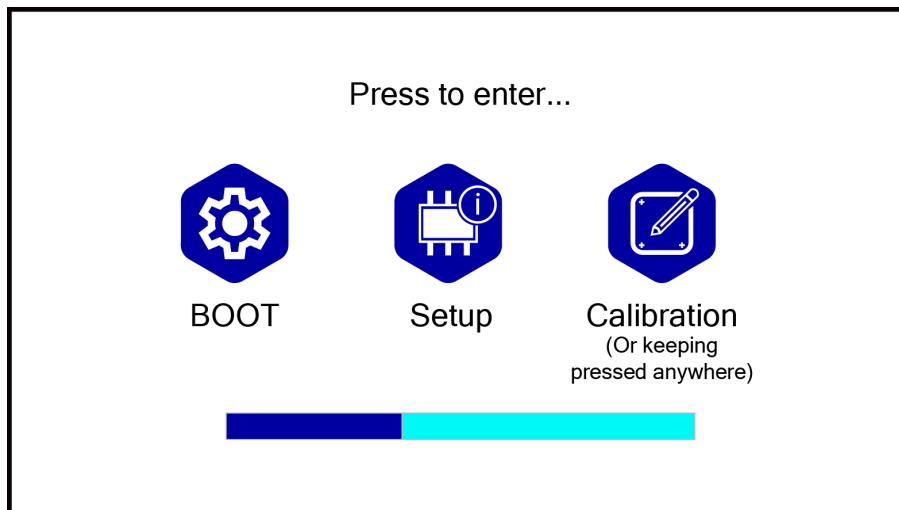 Press to enter...
BOOT
Setup
Calibration
(Or keeping
pressed anywhere)